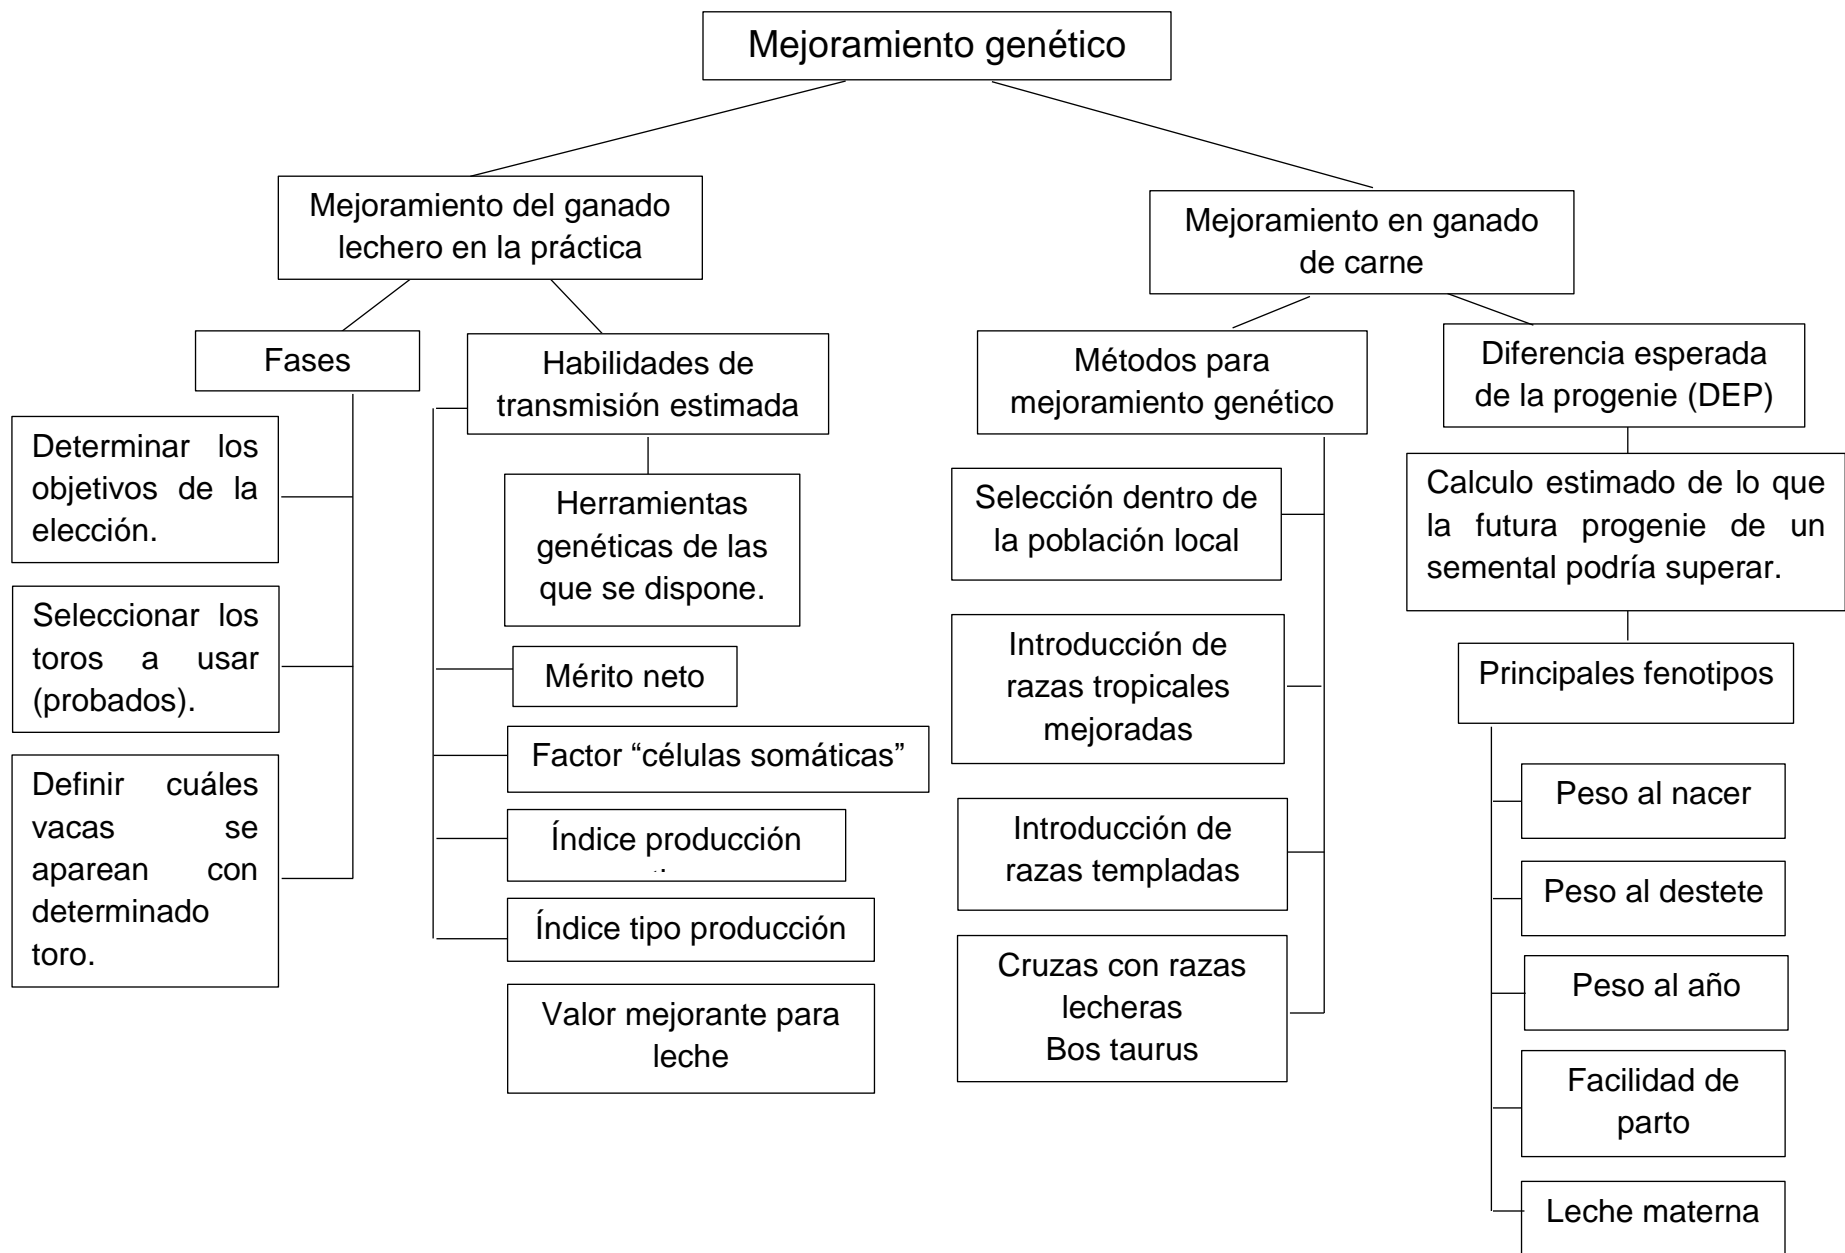 Mejoramiento genético
Mejoramiento del ganado
lechero en la práctica
Fases
Determinar los
objetivos de la
elección.
Seleccionar los
toros a usar
(probados).
Definir cuáles
vacas se
aparean con
determinado
toro.
Habilidades de
transmisión estimada
Herramientas
genéticas de las
que se dispone.
Mérito neto
Factor “células somáticas”
Índice producción
Índice tipo producción
Valor mejorante para
leche
Mejoramiento en ganado
de carne
Métodos para
mejoramiento genético
Selección dentro de
la población local
Introducción de
razas tropicales
mejoradas
Introducción de
razas templadas
Cruzas con razas
lecheras
Bos taurus
Diferencia esperada
de la progenie (DEP)
Calculo estimado de lo que
la futura progenie de un
semental podría superar.
Principales fenotipos
Peso al nacer
Peso al destete
Peso al año
Facilidad de
parto
Leche materna